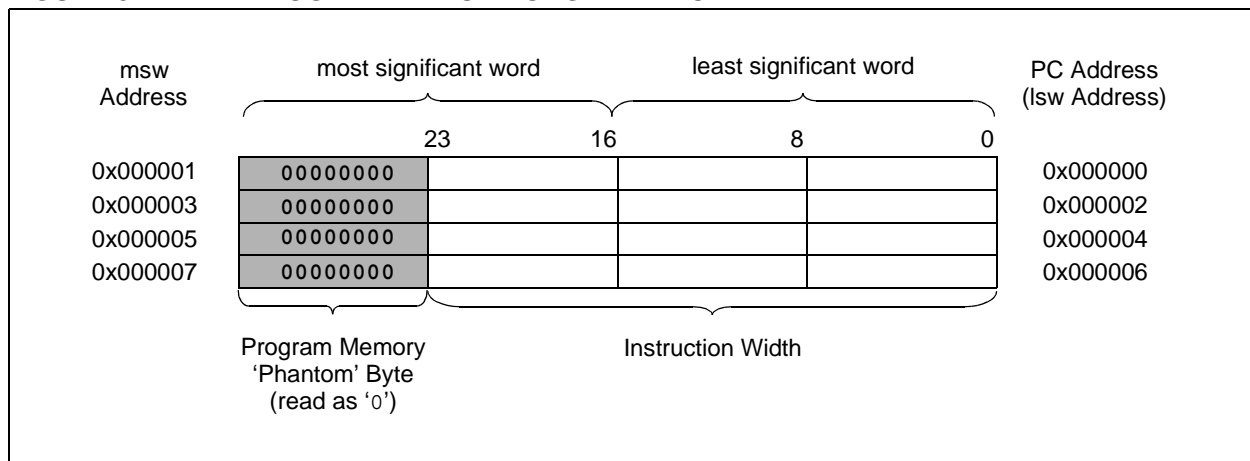 msw Address
most significant word
least significant word
PC Address (lsw Address)
23 16 8 0
0x000001 00000000 0x000000
0x000003 00000000 0x000002
0x000005 00000000 0x000004
0x000007 00000000 0x000006
Program Memory
‘Phantom’ Byte
(read as ‘0’)
Instruction Width